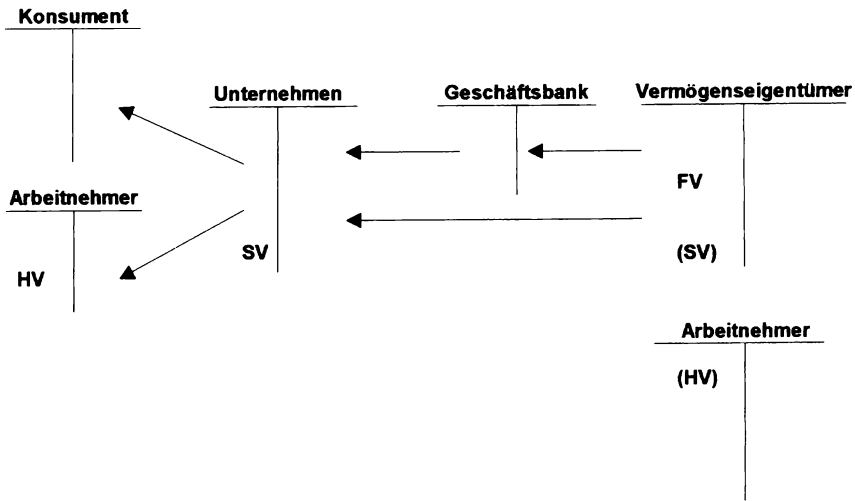 Konsument
Unternehmen
Geschäftsbank
Vermögenseigentümer
FV
Arbeitnehmer
SV
(SV)
HV
Arbeitnehmer
(HV)